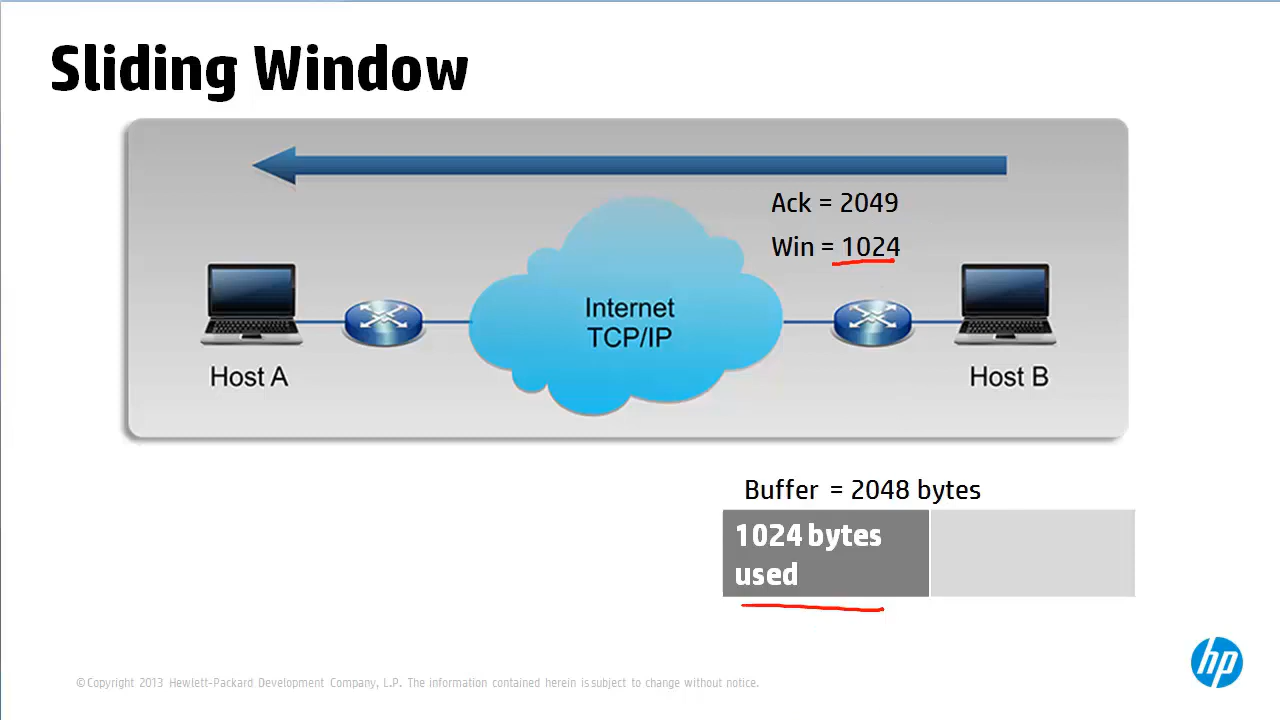 Sliding Window
Ack = 2049
Win = 1024
Internet
TCP/IP
Host A
Host B
Buffer = 2048 bytes
1024 bytes
used
©Copyright 2013 Hewlett-Packard Development Company, L.P. The information contained herein is subject to change without notice.
hp